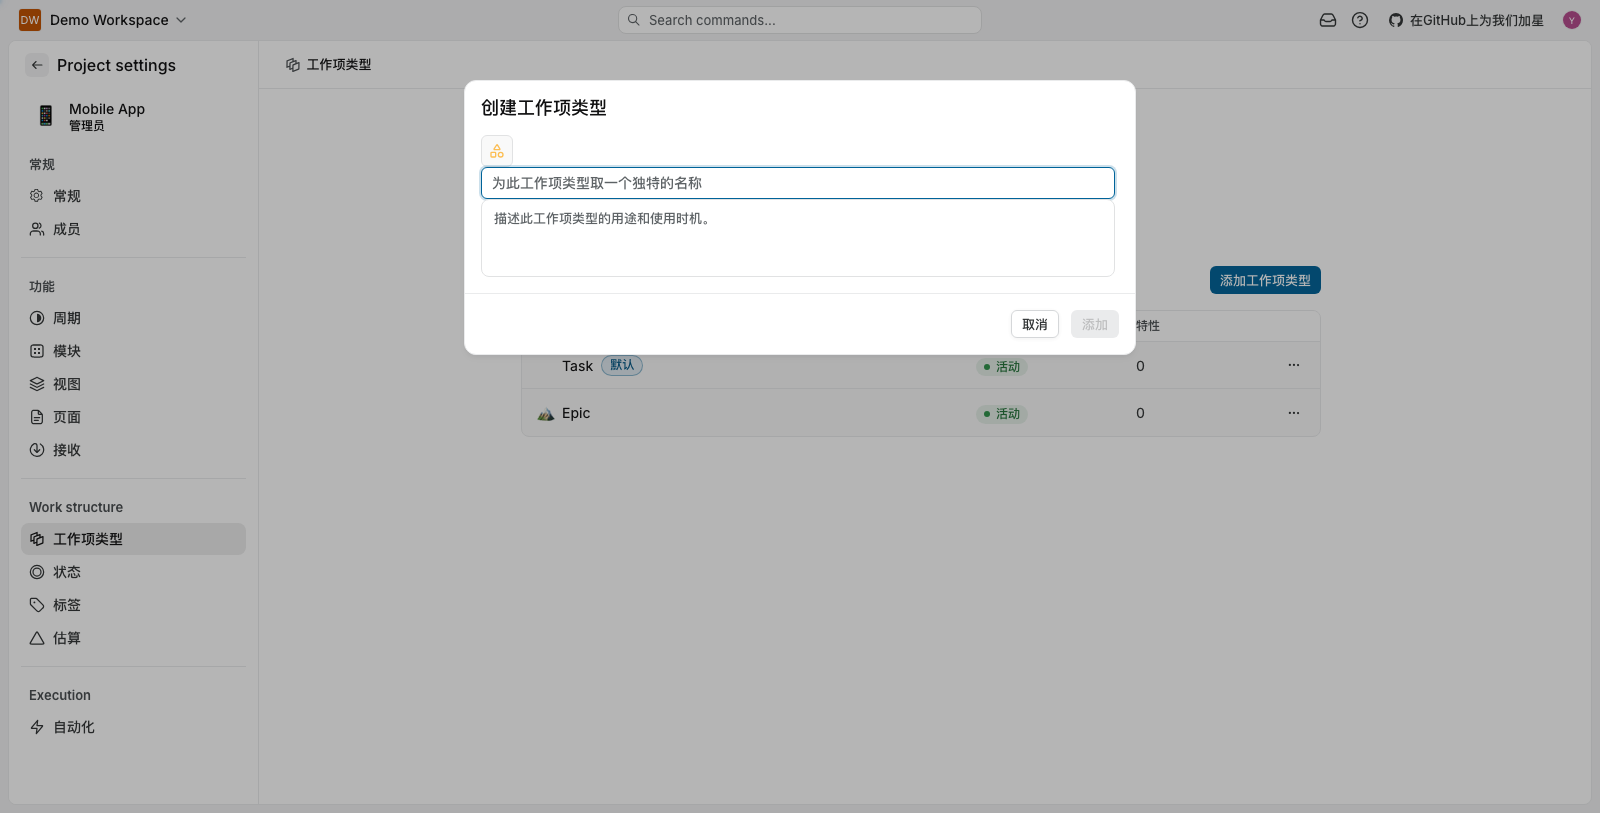 DW Demo Workspace
Search commands...
在GitHub上为我们加星
Y
Project settings
工作项类型
Mobile App
管理员
常规
常规
成员
功能
周期
模块
视图
页面
接收
Work structure
工作项类型
状态
标签
估算
Execution
自动化
创建工作项类型
为此工作项类型取一个独特的名称
描述此工作项类型的用途和使用时机。
取消
添加
添加工作项类型
特性
Task 默认 活动 0
Epic 活动 0